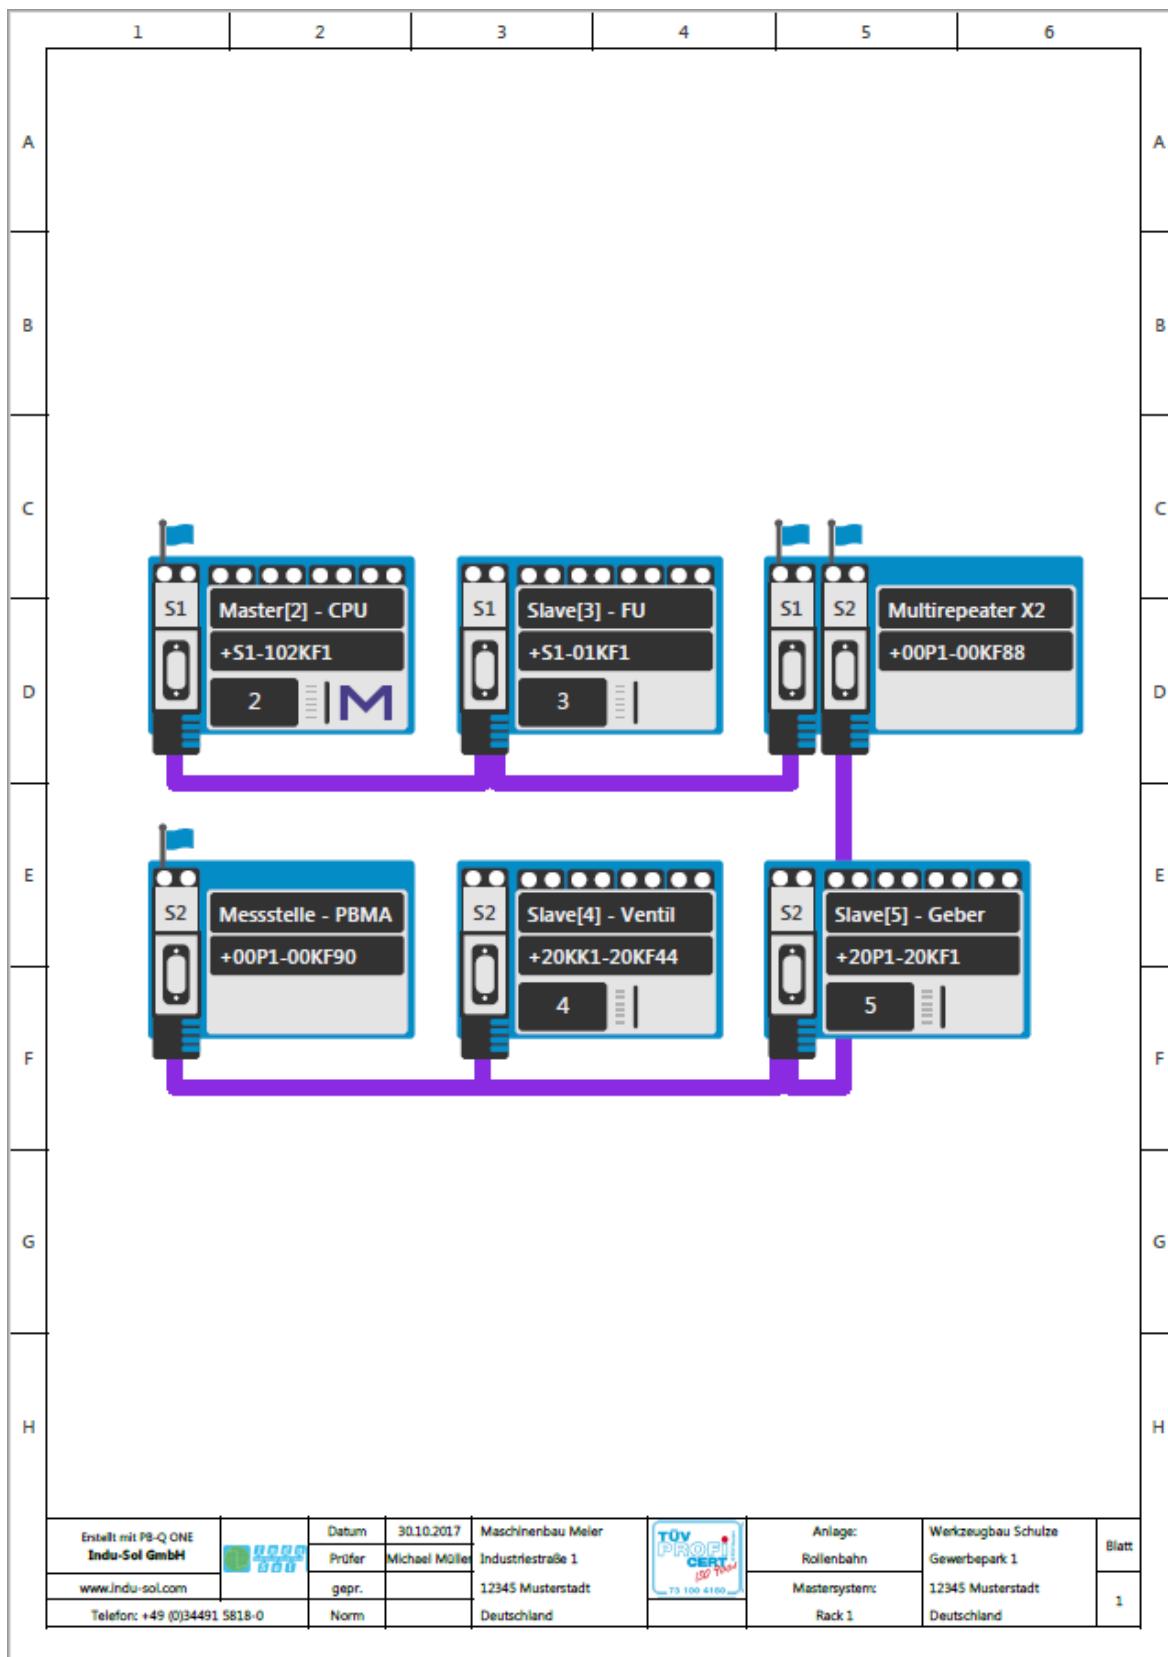 1 2 3 4 5 6
A A
B B
C C
S1 Master[2] - CPU
+S1-102KF1
2 M
S1 Slave[3] - FU
+S1-01KF1
3
S1 S2 Multirepeater X2
+00P1-00KF88
D D
E E
S2 Messstelle - PBMA
+00P1-00KF90
S2 Slave[4] - Ventil
+20KK1-20KF44
4
S2 Slave[5] - Geber
+20P1-20KF1
5
F F
G G
H H
Erstellt mit PB-Q ONE
Indu-Sol GmbH
www.indu-sol.com
Telefon: +49 (0)34491 5818-0
Datum 30.10.2017
Prüfer Michael Müller
gepr.
Norm
Maschinenbau Meier
Industriestraße 1
12345 Musterstadt
Deutschland
TÜV
PROFI
CERT
ISO 9001
73 100 4160
Anlage:
Rollenbahn
Mastersystem:
Rack 1
Werkzeugbau Schulze
Gewerbepark 1
12345 Musterstadt
Deutschland
Blatt
1